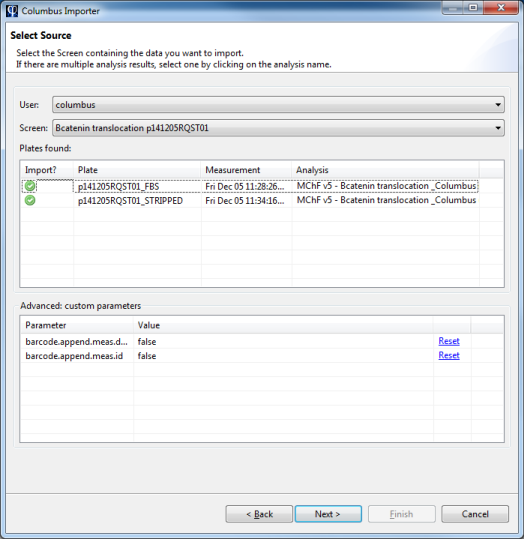 Columbus Importer
Select Source
Select the Screen containing the data you want to import.
If there are multiple analysis results, select one by clicking on the analysis name.
User: columbus
Screen: Bcatenin translocation p141205RQST01
Plates found:
Import? Plate Measurement Analysis
p141205RQST01_FBS Fri Dec 05 11:28:26... MChF v5 - Bcatenin translocation _Columbus
p141205RQST01_STRIPPED Fri Dec 05 11:34:16... MChF v5 - Bcatenin translocation _Columbus
Advanced: custom parameters
Parameter Value
barcode.append.meas.d... false Reset
barcode.append.meas.id false Reset
< Back Next > Finish Cancel